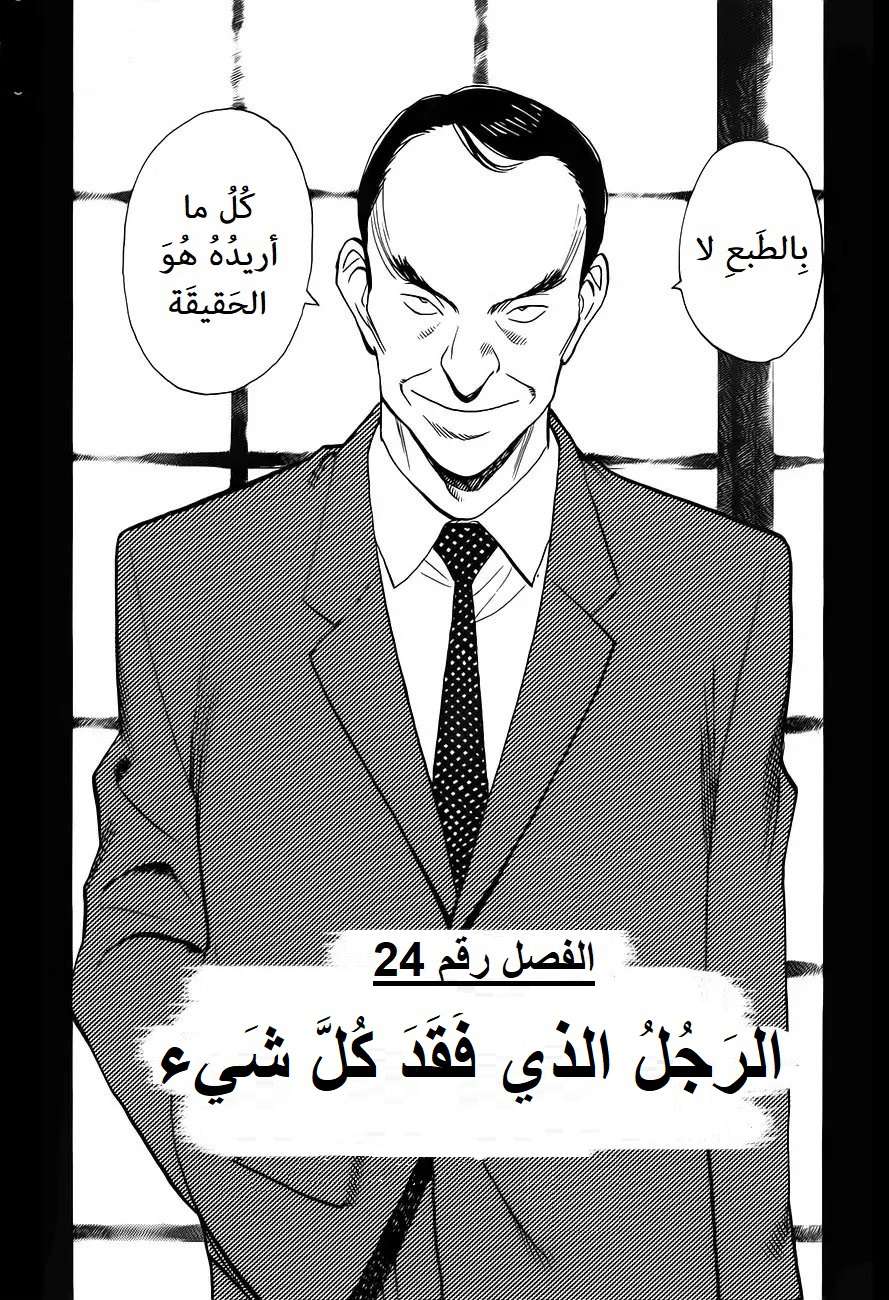 بِالطَبعِ لا
كُلُ ما
أريدُهُ هُوَ
الحَقيقَة
الفصل رقم 24
الرَجُلُ الذي فَقَدَ كُلَّ شَيء